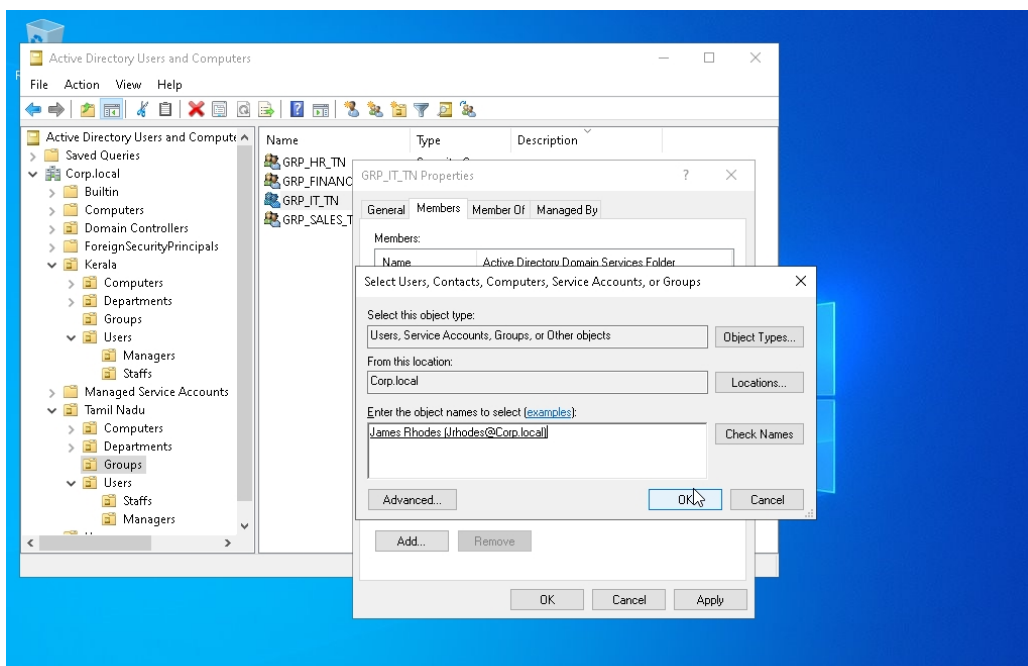 Active Directory Users and Computers
File Action View Help
Active Directory Users and Compute
Saved Queries
Corp.local
Builtin
Computers
Domain Controllers
ForeignSecurityPrincipals
Kerala
Computers
Departments
Groups
Users
Managers
Staffs
Managed Service Accounts
Tamil Nadu
Computers
Departments
Groups
Users
Staffs
Managers
Name Type Description
GRP_HR_TN
GRP_FINANC
GRP_IT_TN
GRP_SALES_T
GRP_IT_TN Properties
General Members Member Of Managed By
Members:
Name Active Directory Domain Services Folder
Select Users, Contacts, Computers, Service Accounts, or Groups
Select this object type:
Users, Service Accounts, Groups, or Other objects Object Types...
From this location:
Corp.local Locations...
Enter the object names to select (examples):
James Rhodes (Jrhodes@Corp.local) Check Names
Advanced... OK Cancel
Add... Remove
OK Cancel Apply